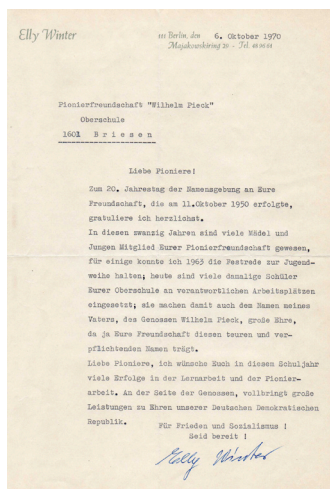 Elly Winter
111 Berlin, den 6. Oktober 1970
Majakowskiring 20 - Tel. 48 06 84
Pionierfreundschaft "Wilhelm Pieck"
Oberschule
1601 B r i e s e n
Liebe Pioniere!
Zum 20. Jahrestag der Namensgebung an Eure
Freundschaft, die am 11.Oktober 1950 erfolgte,
gratuliere ich herzlichst.
In diesen zwanzig Jahren sind viele Mädel und
Jungen Mitglied Eurer Pionierfreundschaft gewesen,
für einige konnte ich 1963 die Festrede zur Jugend-
weihe halten; heute sind viele damalige Schüler
Eurer Oberschule an verantwortlichen Arbeitsplätzen
eingesetzt; sie machen damit auch dem Namen meines
Vaters, des Genossen Wilhelm Pieck, große Ehre,
da ja Eure Freundschaft diesen teuren und ver-
pflichtenden Namen trägt.
Liebe Pioniere, ich wünsche Euch in diesem Schuljahr
viele Erfolge in der Lernarbeit und der Pionier-
arbeit. An der Seite der Genossen, vollbringt große
Leistungen zu Ehren unserer Deutschen Demokratischen
Republik.
Für Frieden und Sozialismus !
Seid bereit !
Elly Winter